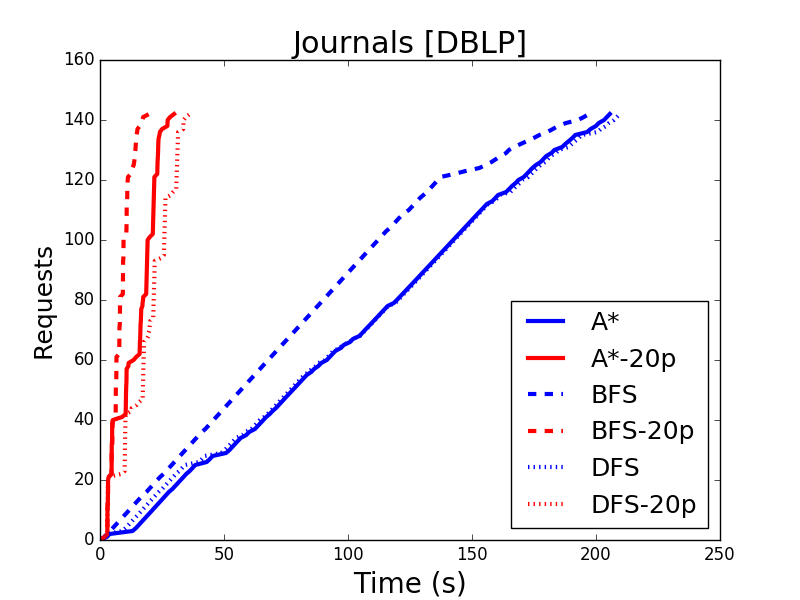 Journals [DBLP]
160
140
120
100
80
60
40
20
0
Requests
0 50 100 150 200 250
Time (s)
A*
A*-20p
BFS
BFS-20p
DFS
DFS-20p